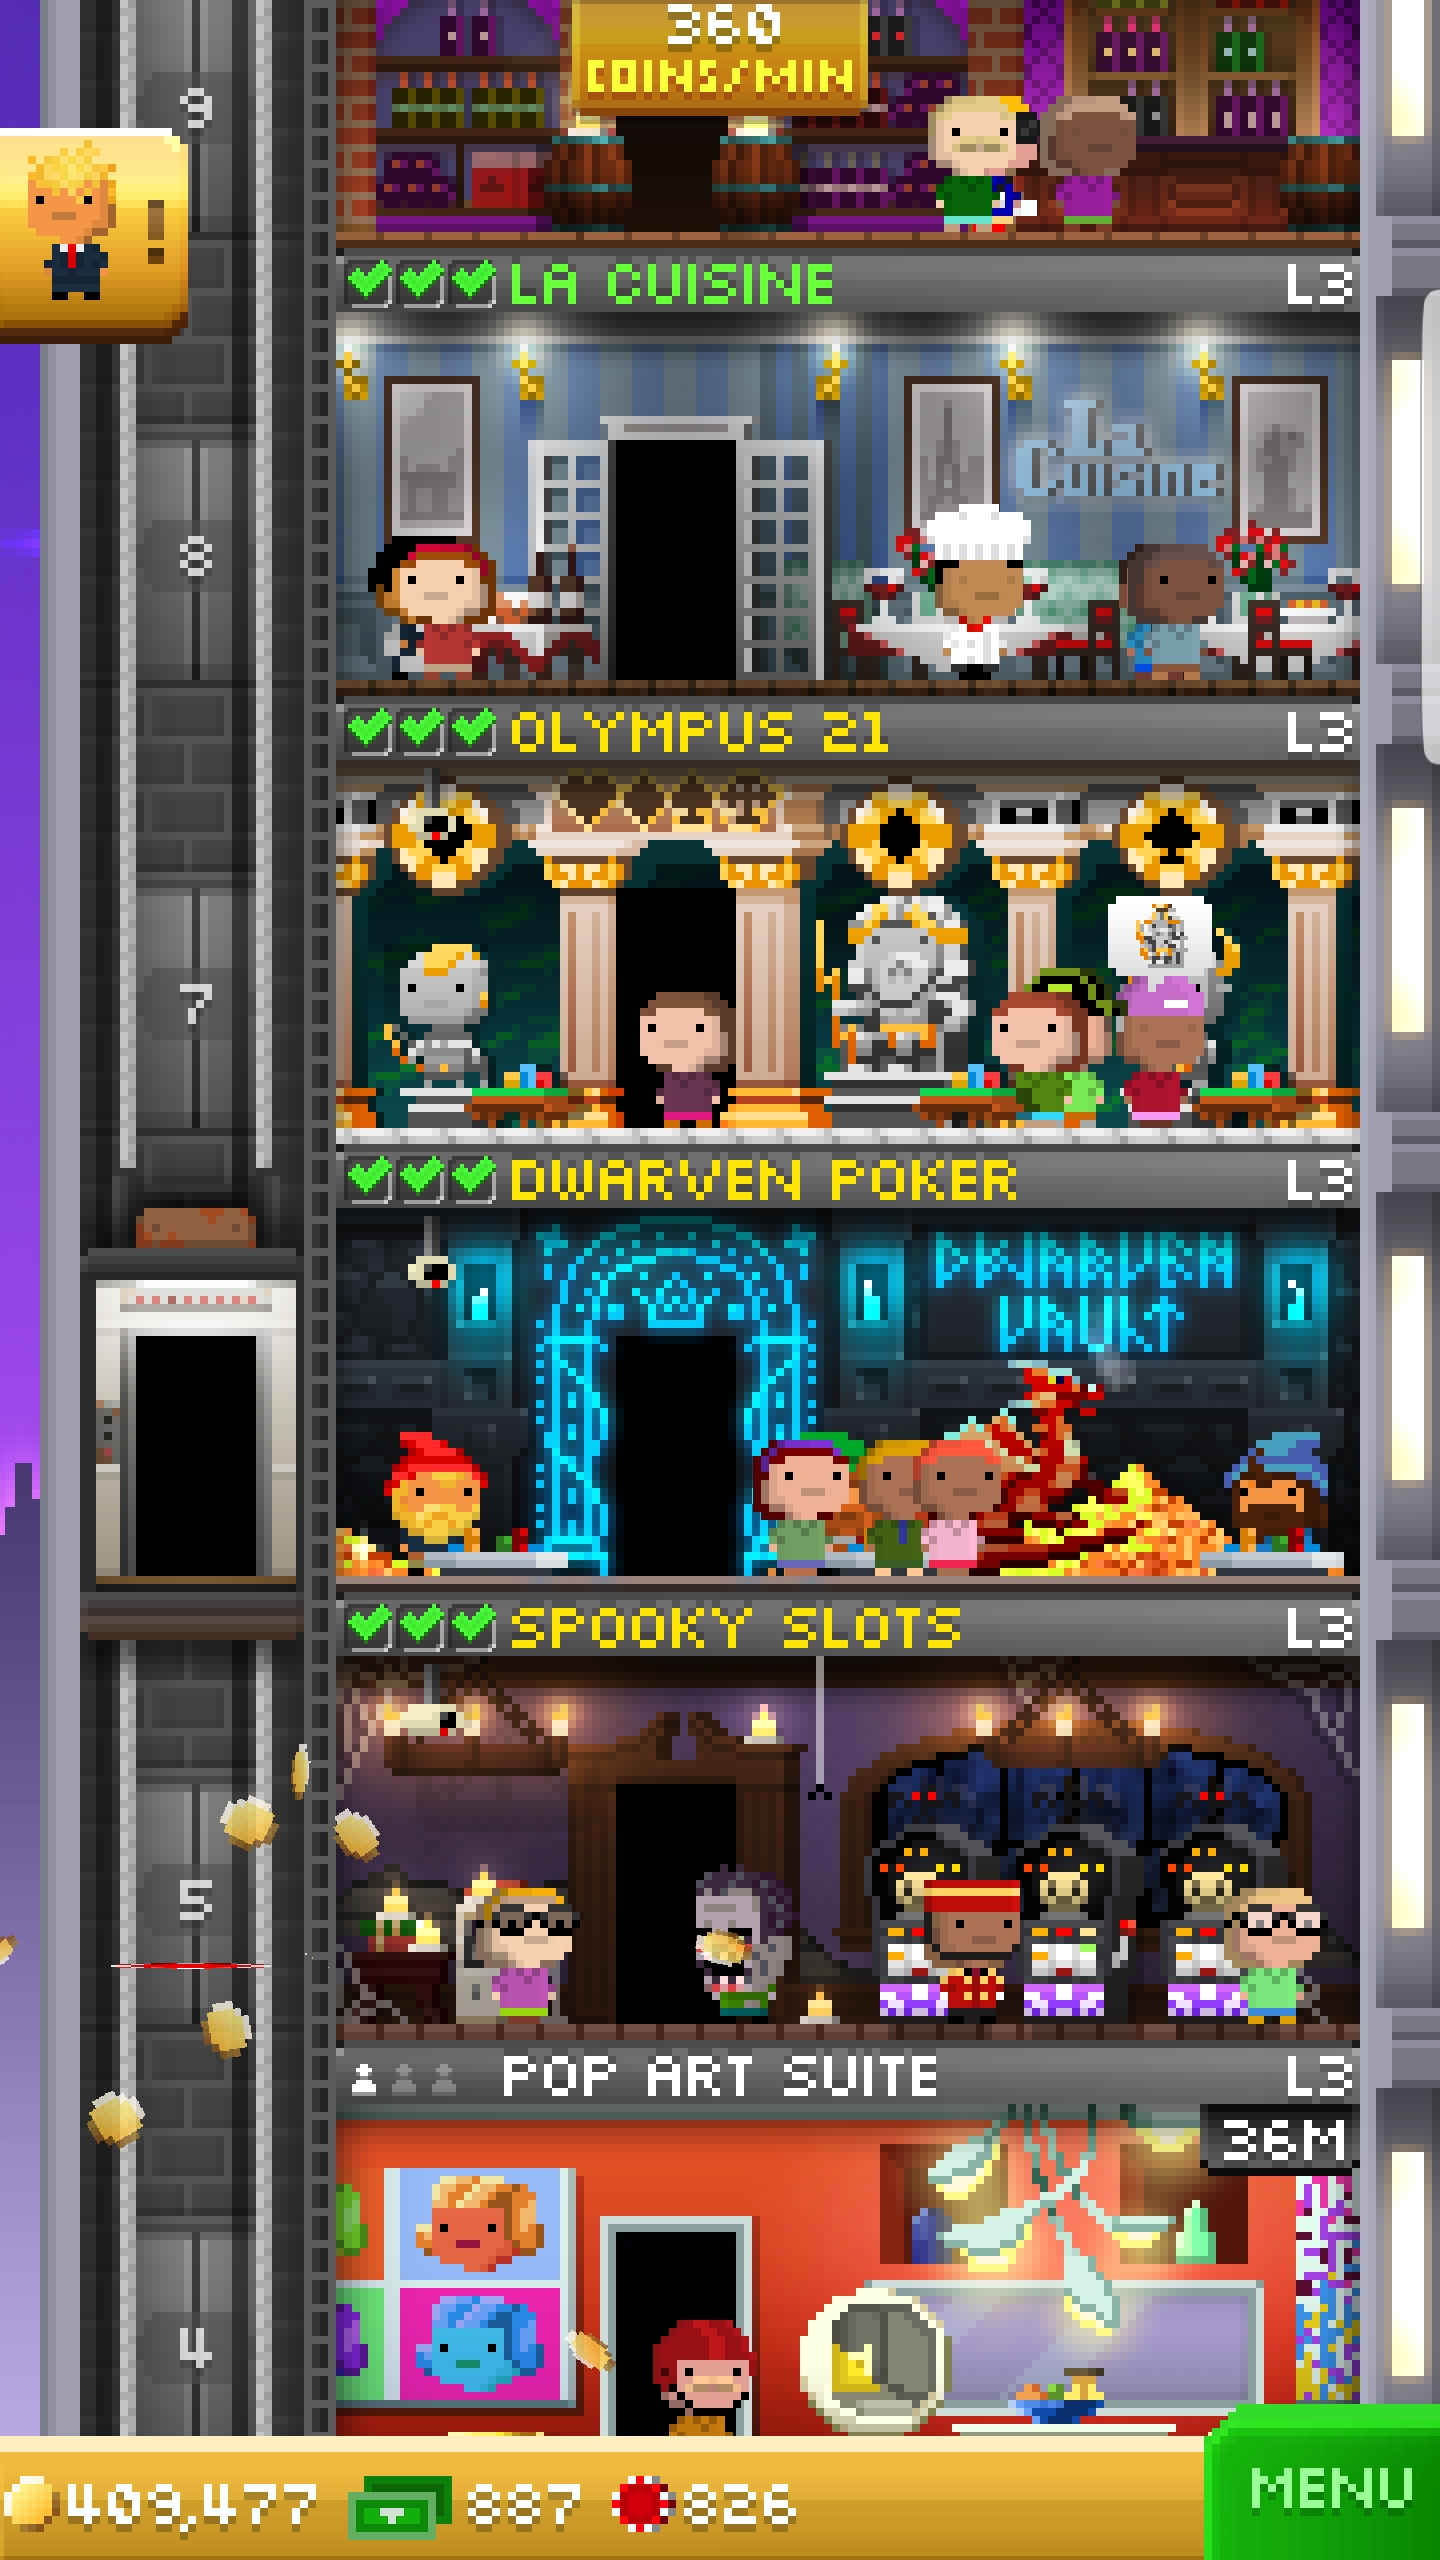 360
COINS/MIN
9
!
LA CUISINE L3
La
Cuisine
8
OLYMPUS 21 L3
7
DWARVEN POKER L3
DWARVEN
VAULT
SPOOKY SLOTS L3
5
POP ART SUITE L3
36M
4
409,477 887 826
MENU